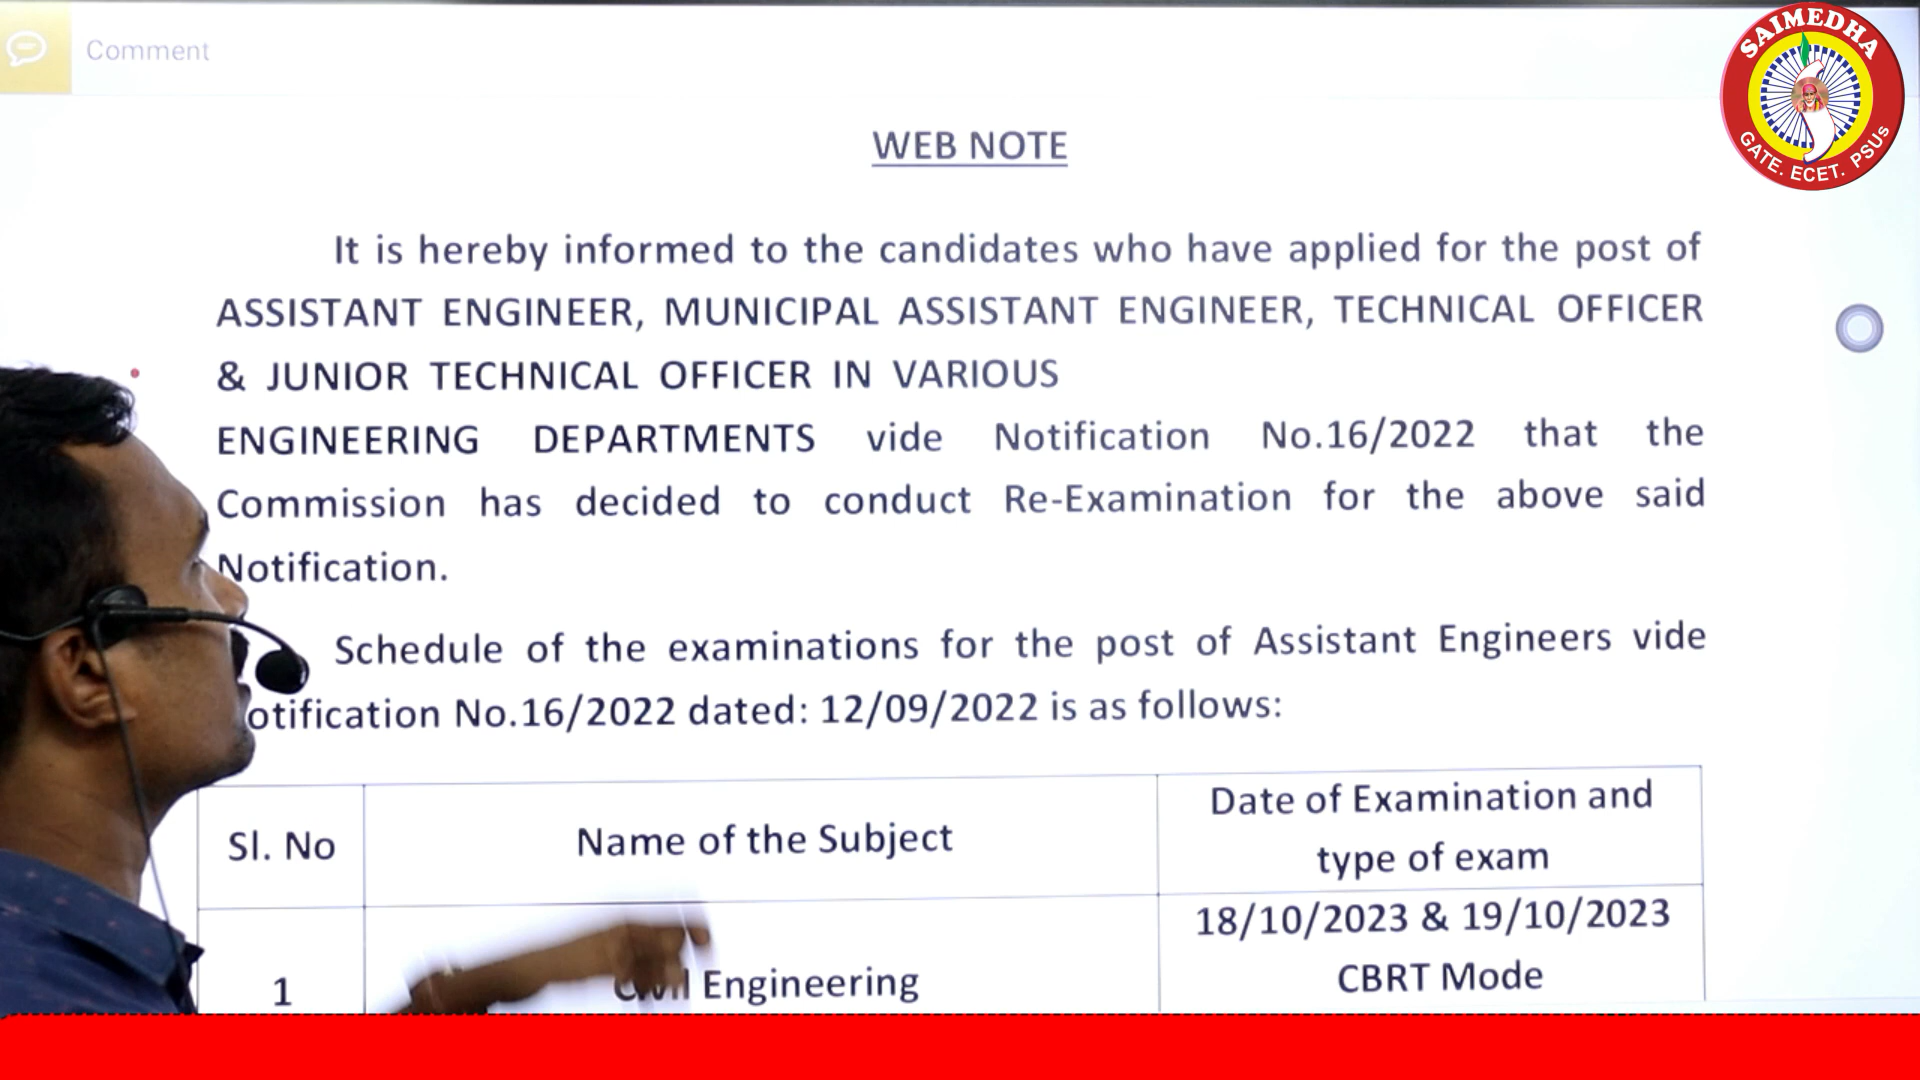 Comment
SAIMEDHA
GATE. ECET. PSUs
WEB NOTE
It is hereby informed to the candidates who have applied for the post of
ASSISTANT ENGINEER, MUNICIPAL ASSISTANT ENGINEER, TECHNICAL OFFICER
& JUNIOR TECHNICAL OFFICER IN VARIOUS
ENGINEERING DEPARTMENTS vide Notification No.16/2022 that the
Commission has decided to conduct Re-Examination for the above said
Notification.
Schedule of the examinations for the post of Assistant Engineers vide
otification No.16/2022 dated: 12/09/2022 is as follows:
Sl. No Name of the Subject Date of Examination and
type of exam
1 Civil Engineering 18/10/2023 & 19/10/2023
CBRT Mode